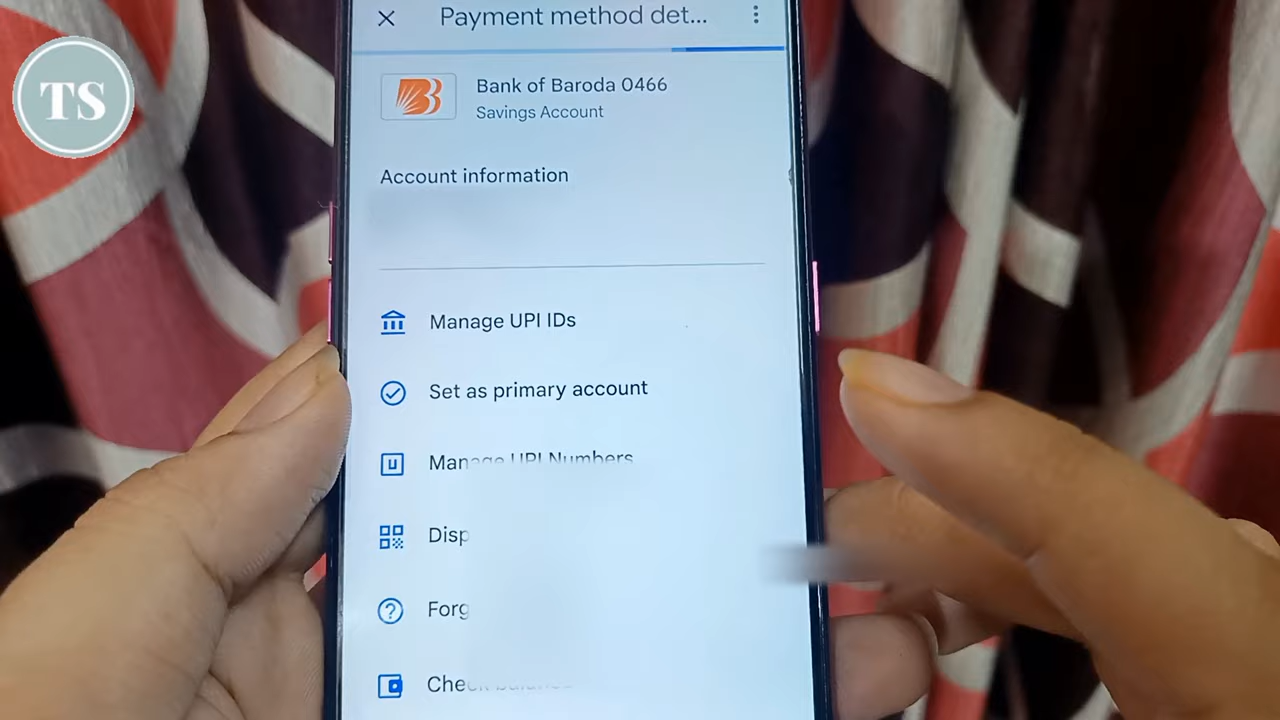 TS
Payment method det...
Bank of Baroda 0466
Savings Account
Account information
Manage UPI IDs
Set as primary account
Manage UPI Numbers
Disp
Forg
Check balance